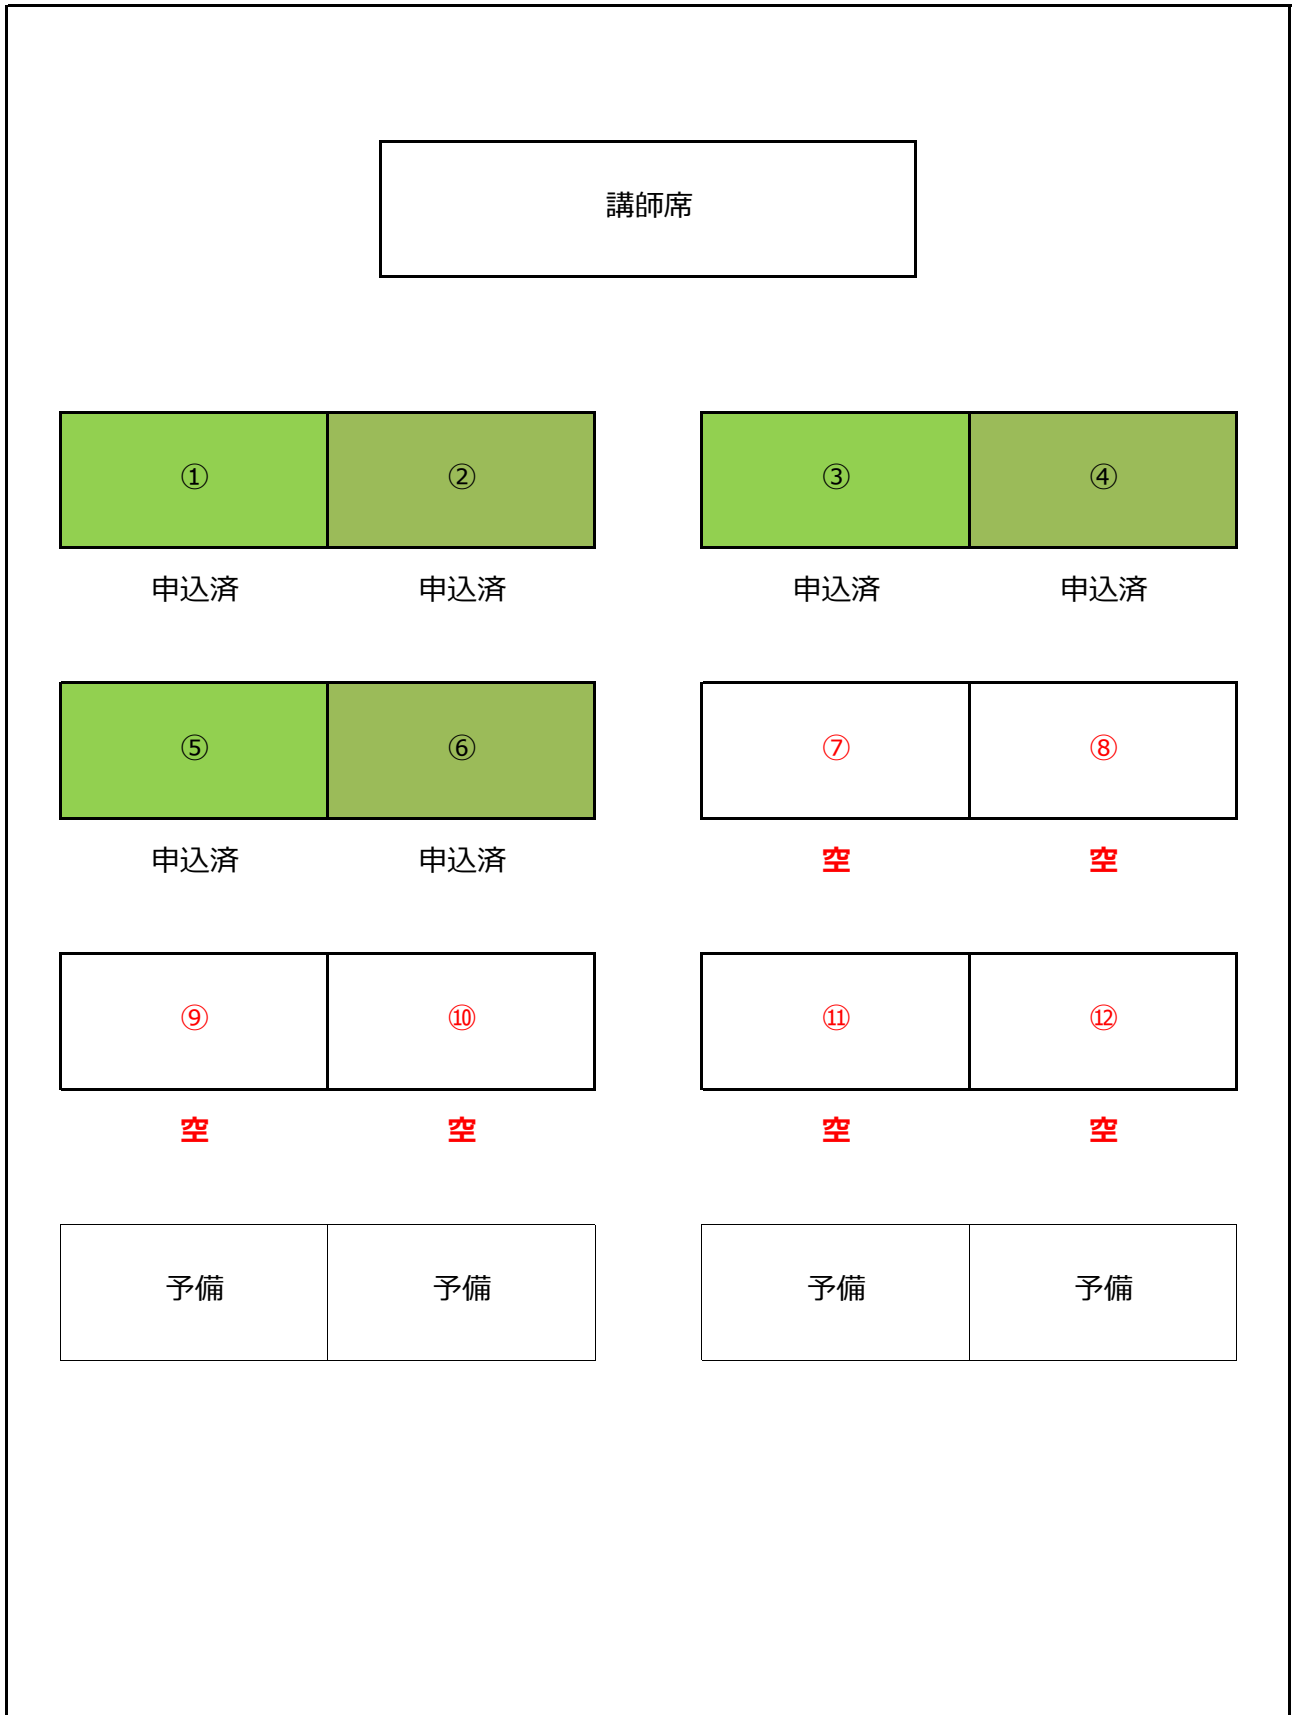 講師席
① ② ③ ④
申込済 申込済 申込済 申込済
⑤ ⑥ ⑦ ⑧
申込済 申込済 空 空
⑨ ⑩ ⑪ ⑫
空 空 空 空
予備 予備 予備 予備